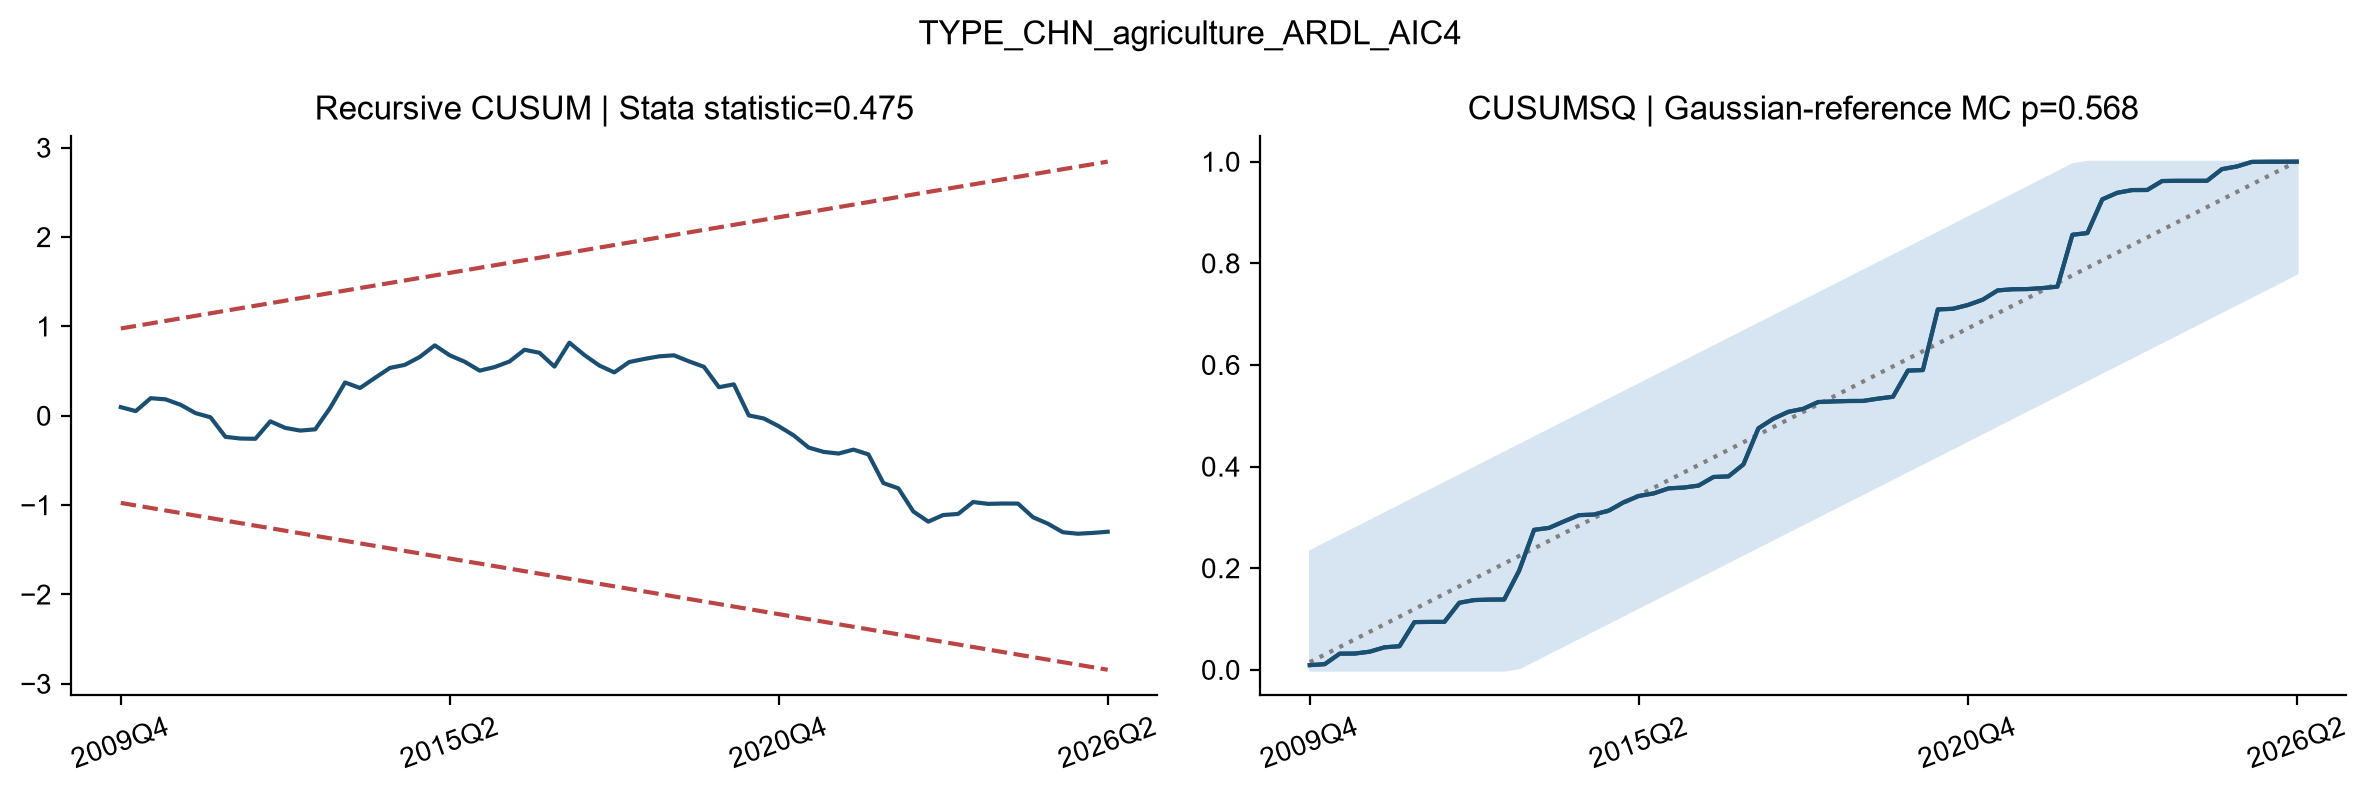 TYPE_CHN_agriculture_ARDL_AIC4
Recursive CUSUM | Stata statistic=0.475
3
2
1
0
−1
−2
−3
2009Q4
2015Q2
2020Q4
2026Q2
CUSUMSQ | Gaussian-reference MC p=0.568
1.0
0.8
0.6
0.4
0.2
0.0
2009Q4
2015Q2
2020Q4
2026Q2